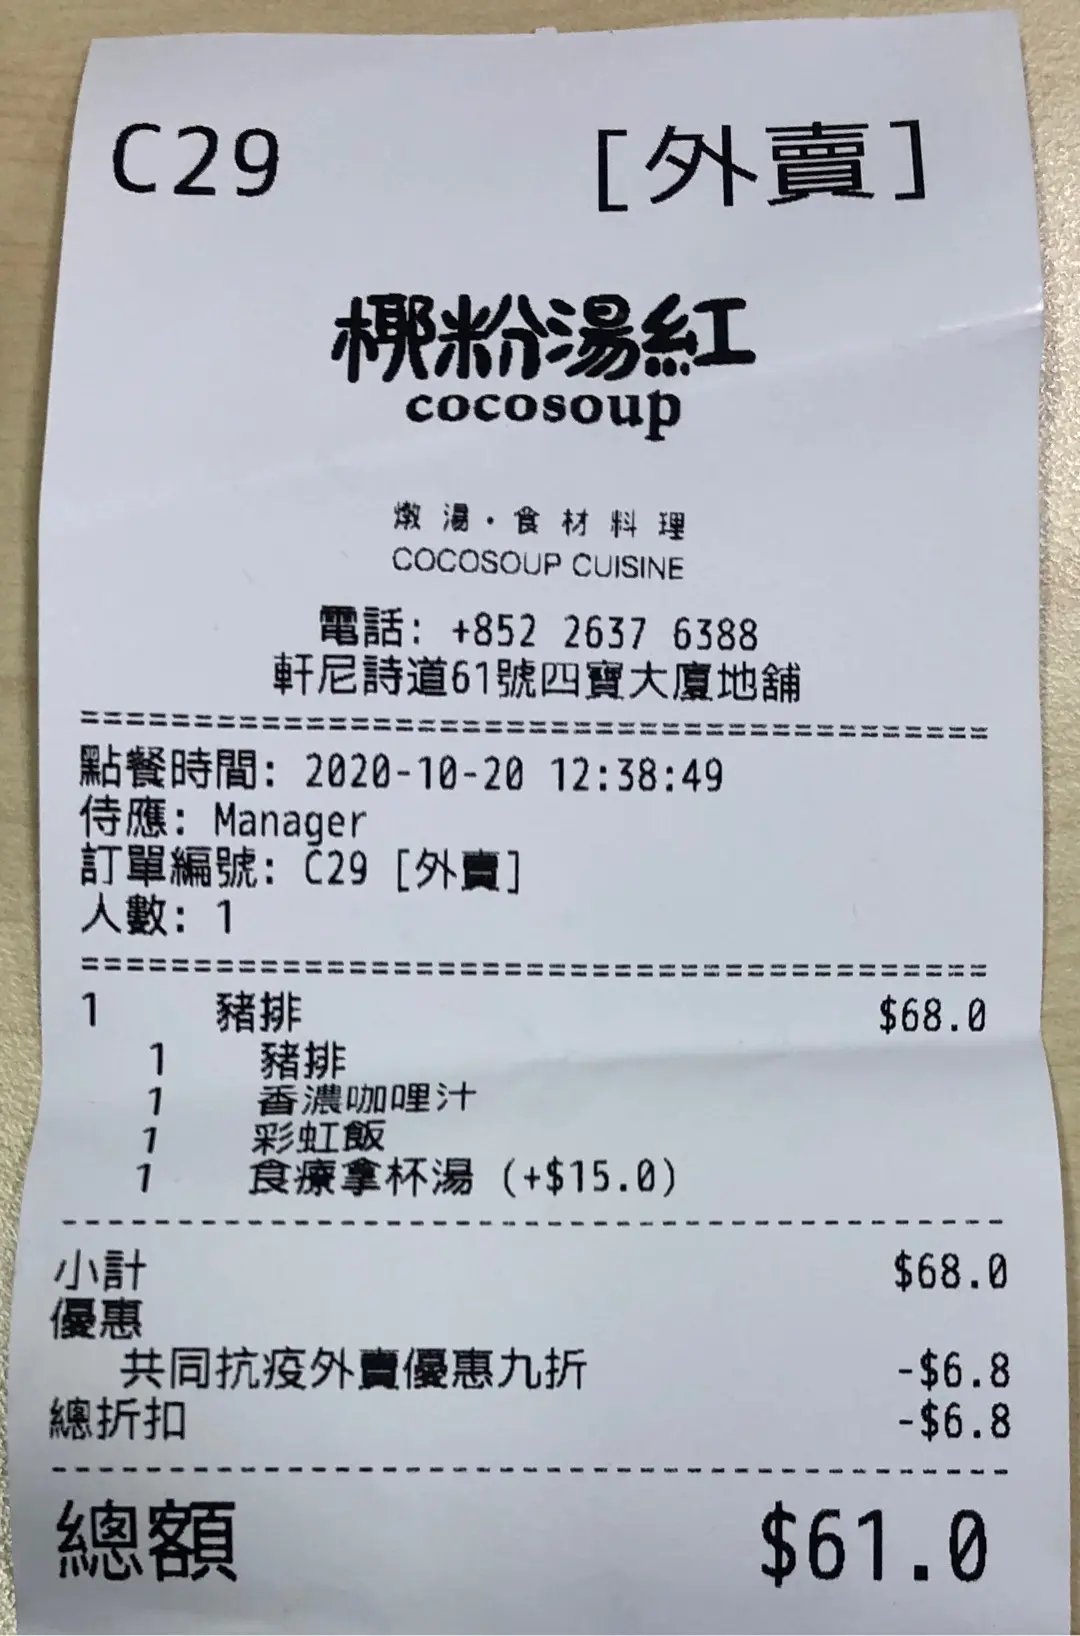 C29 [外賣]
椰粉湯紅
cocosoup
燉湯·食材料理
COCOSOUP CUISINE
電話: +852 2637 6388
軒尼詩道61號四寶大廈地舖
========================================
點餐時間: 2020-10-20 12:38:49
侍應: Manager
訂單編號: C29 [外賣]
人數: 1
========================================
1 豬排 $68.0
1 豬排
1 香濃咖哩汁
1 彩虹飯
1 食療拿杯湯 (+$15.0)
----------------------------------------
小計 $68.0
優惠
共同抗疫外賣優惠九折 -$6.8
總折扣 -$6.8
----------------------------------------
總額 $61.0